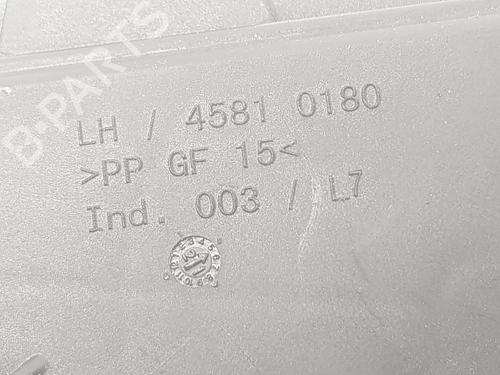 B-PARTS
LH / 4581 0180
>PP GF 15<
Ind. 003 / L7